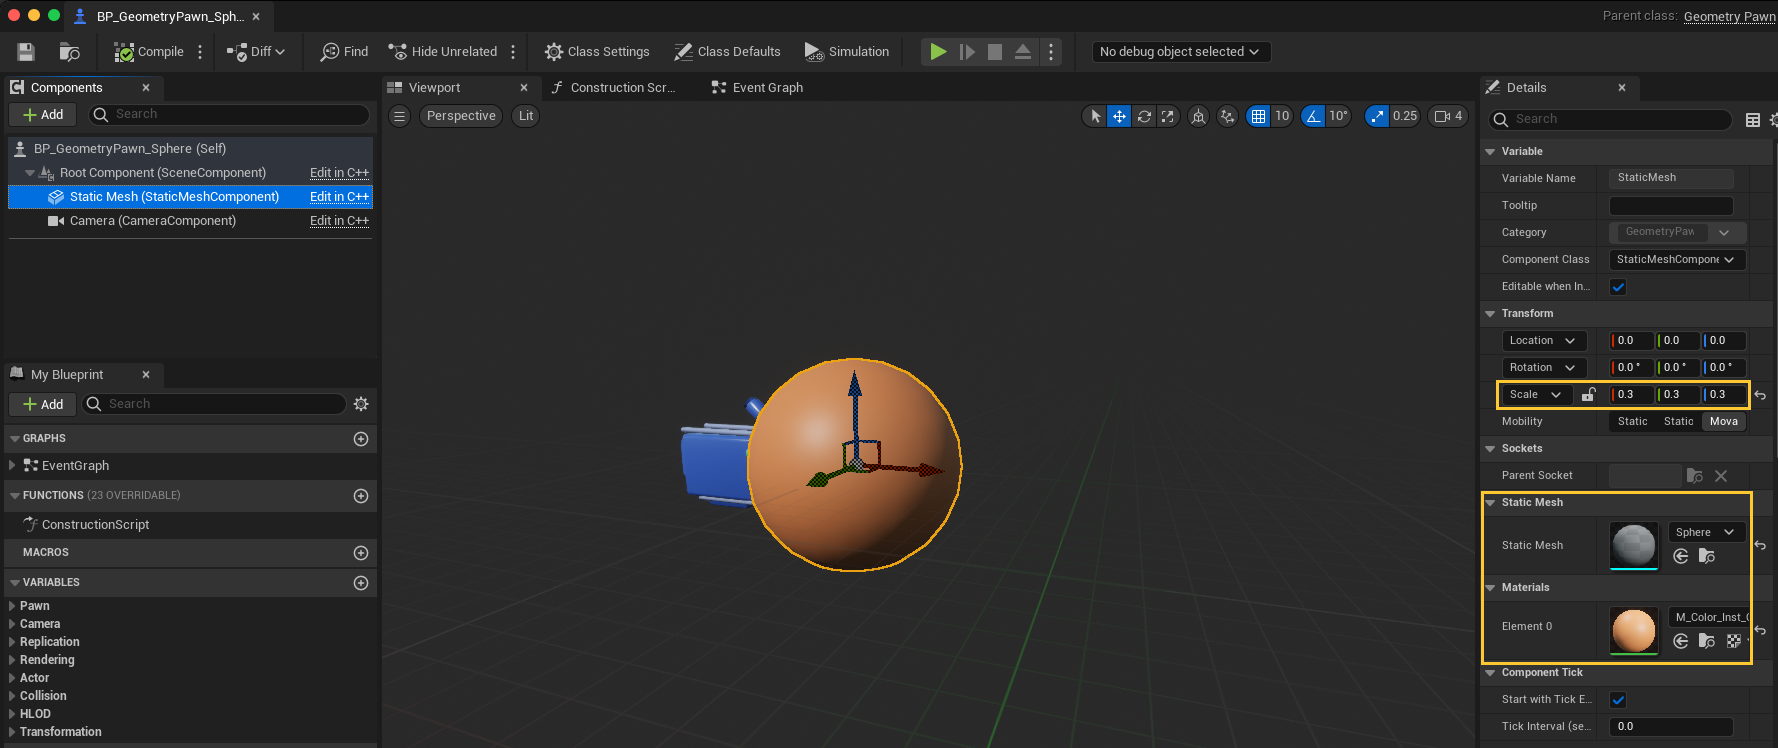 BP_GeometryPawn_Sph...
Parent class: Geometry Pawn
Compile
Diff
Find
Hide Unrelated
Class Settings
Class Defaults
Simulation
No debug object selected
Components
Add
Search
BP_GeometryPawn_Sphere (Self)
Root Component (SceneComponent) Edit in C++
Static Mesh (StaticMeshComponent) Edit in C++
Camera (CameraComponent) Edit in C++
My Blueprint
Add
Search
GRAPHS
EventGraph
FUNCTIONS (23 OVERRIDABLE)
ConstructionScript
MACROS
VARIABLES
Pawn
Camera
Replication
Rendering
Actor
Collision
HLOD
Transformation
Viewport
Construction Scr...
Event Graph
Perspective
Lit
10
10°
0.25
4
Details
Search
Variable
Variable Name StaticMesh
Tooltip
Category GeometryPaw
Component Class StaticMeshCompone
Editable when In...
Transform
Location 0.0 0.0 0.0
Rotation 0.0 ° 0.0 ° 0.0 °
Scale 0.3 0.3 0.3
Mobility Static Static Mova
Sockets
Parent Socket
Static Mesh
Static Mesh Sphere
Materials
Element 0 M_Color_Inst_
Component Tick
Start with Tick E...
Tick Interval (se... 0.0